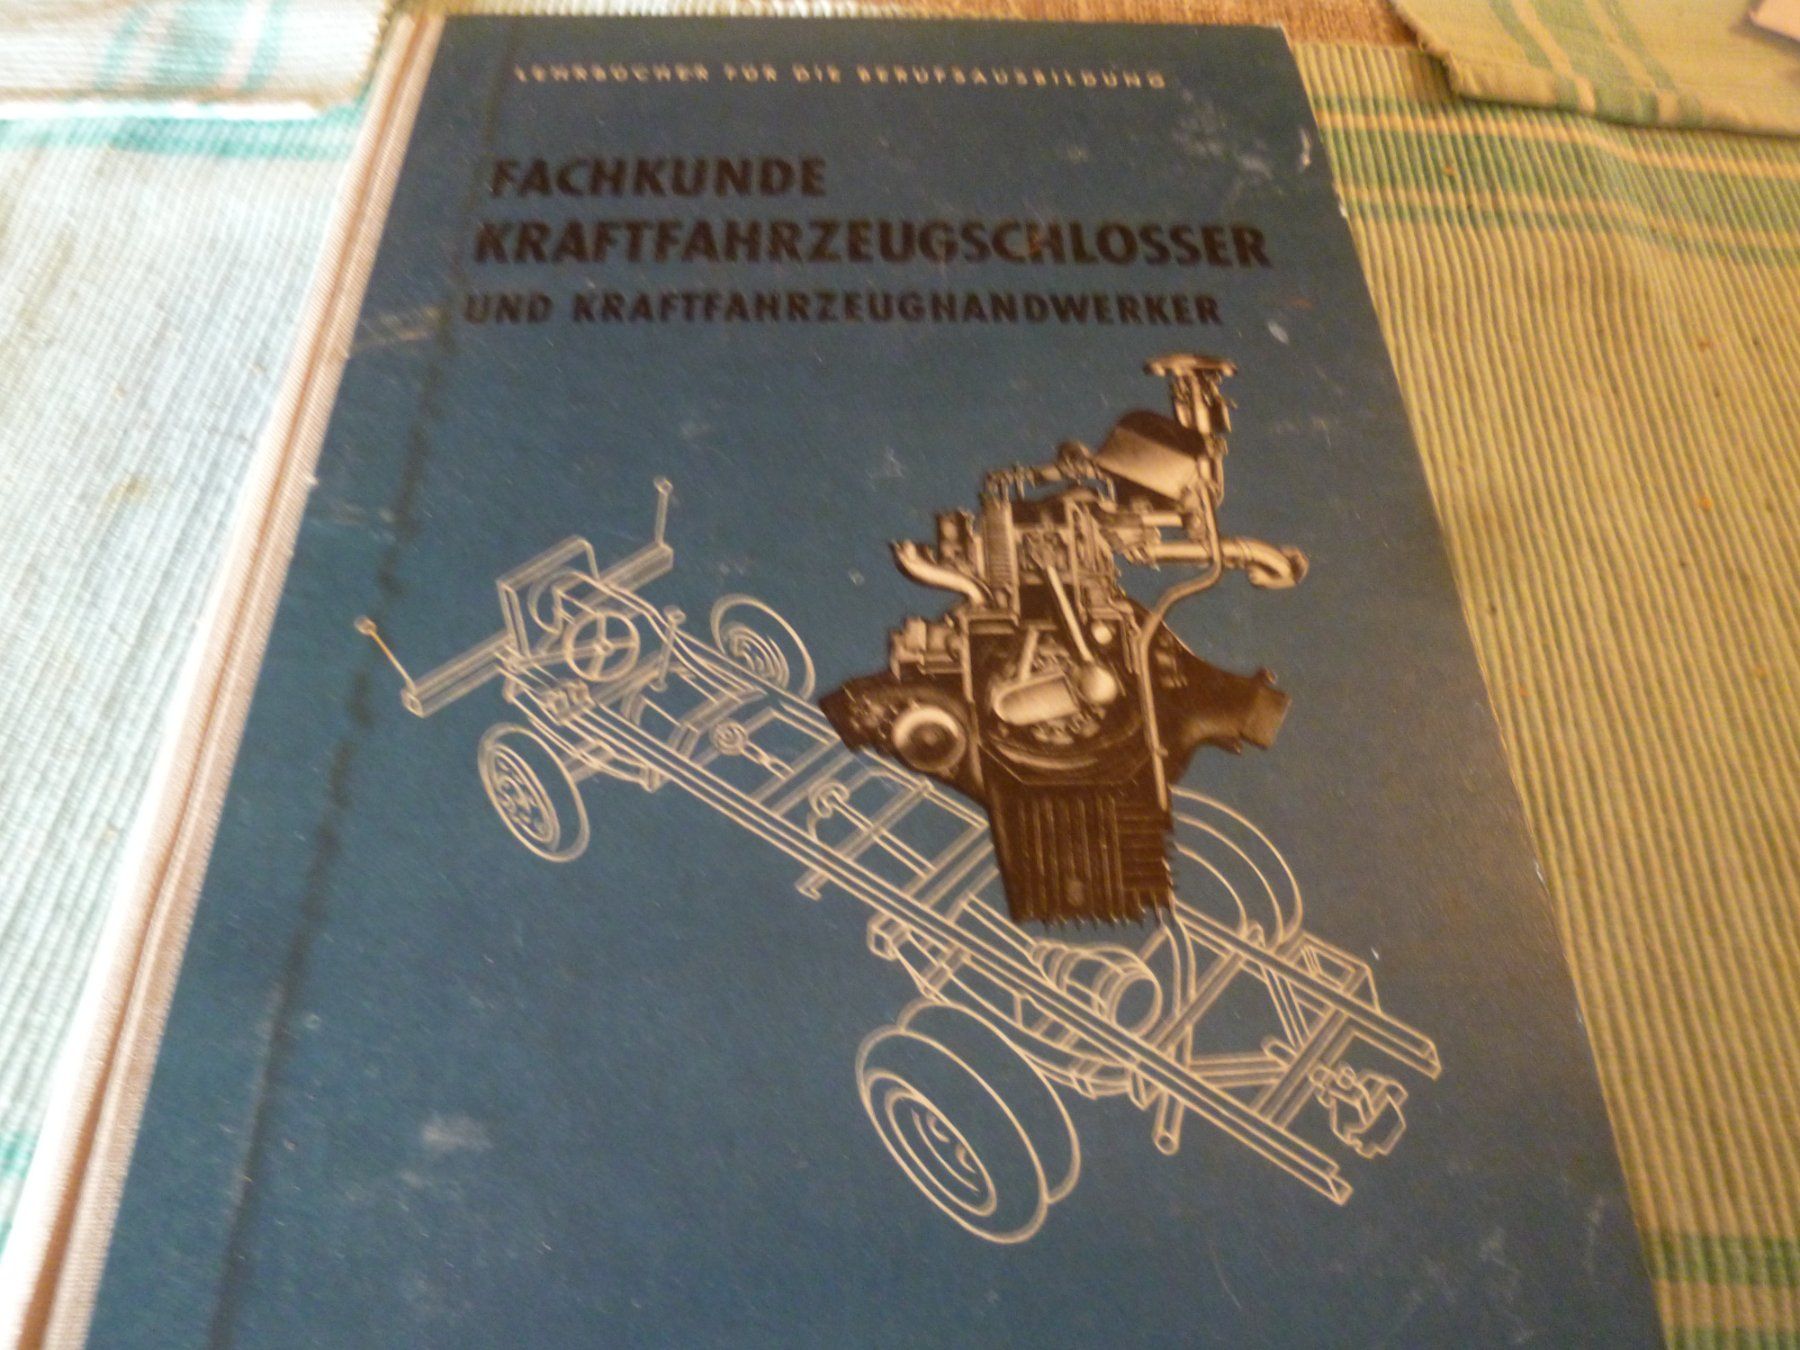 LEHRBÜCHER FÜR DIE BERUFSAUSBILDUNG
FACHKUNDE
KRAFTFAHRZEUGSCHLOSSER
UND KRAFTFAHRZEUGHANDWERKER